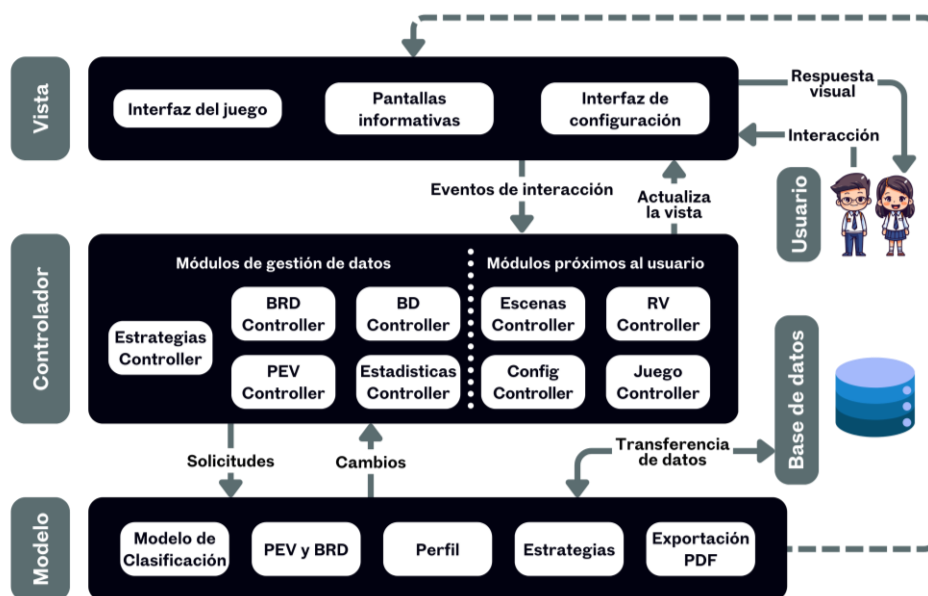 Vista
Interfaz del juego
Pantallas
informativas
Interfaz de
configuración
Respuesta
visual
Interacción
Usuario
Eventos de interacción
Actualiza
la vista
Controlador
Módulos de gestión de datos
Estrategias
Controller
BRD
Controller
BD
Controller
PEV
Controller
Estadísticas
Controller
Módulos próximos al usuario
Escenas
Controller
RV
Controller
Config
Controller
Juego
Controller
Base de datos
Solicitudes
Cambios
Transferencia
de datos
Modelo
Modelo de
Clasificación
PEV y BRD
Perfil
Estrategias
Exportación
PDF